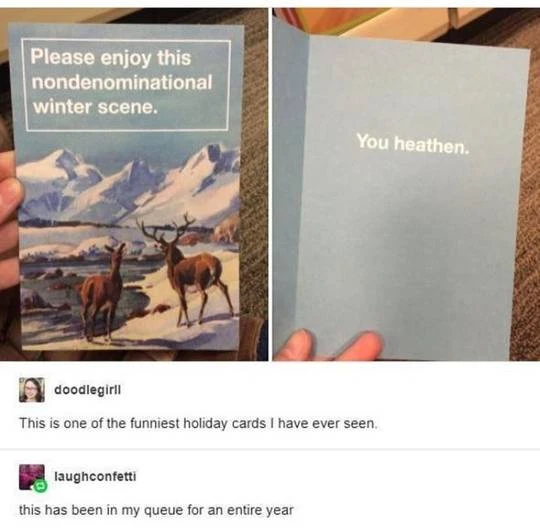 Please enjoy this
nondenominational
winter scene.
You heathen.
doodlegirll
This is one of the funniest holiday cards I have ever seen.
laughconfetti
this has been in my queue for an entire year